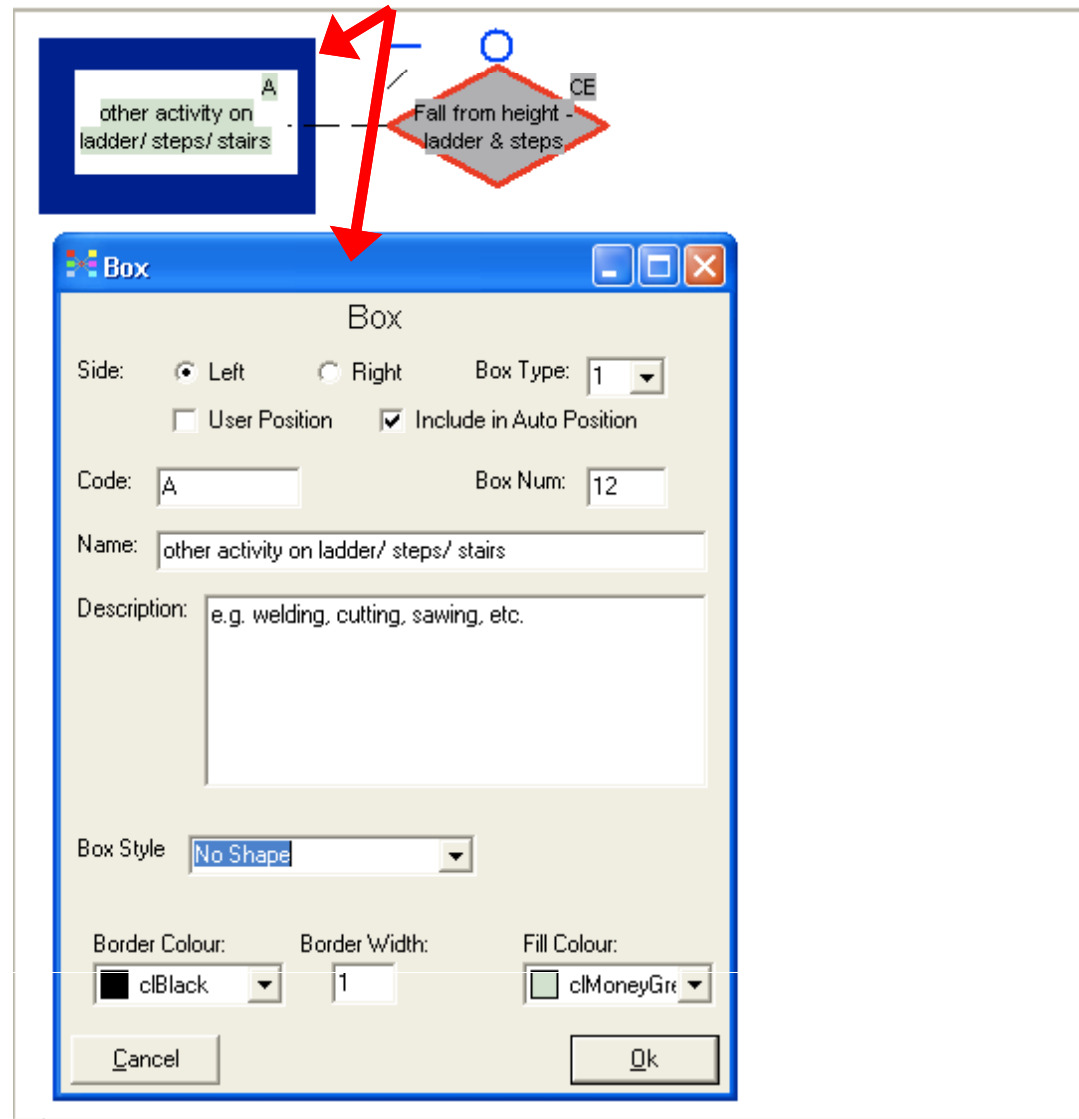 A
other activity on
ladder/ steps/ stairs
CE
Fall from height -
ladder & steps
Box
Box
Side: Left Right Box Type: 1
User Position Include in Auto Position
Code: A Box Num: 12
Name: other activity on ladder/ steps/ stairs
Description: e.g. welding, cutting, sawing, etc.
Box Style No Shape
Border Colour: Border Width: Fill Colour:
clBlack 1 clMoneyGre
Cancel Ok